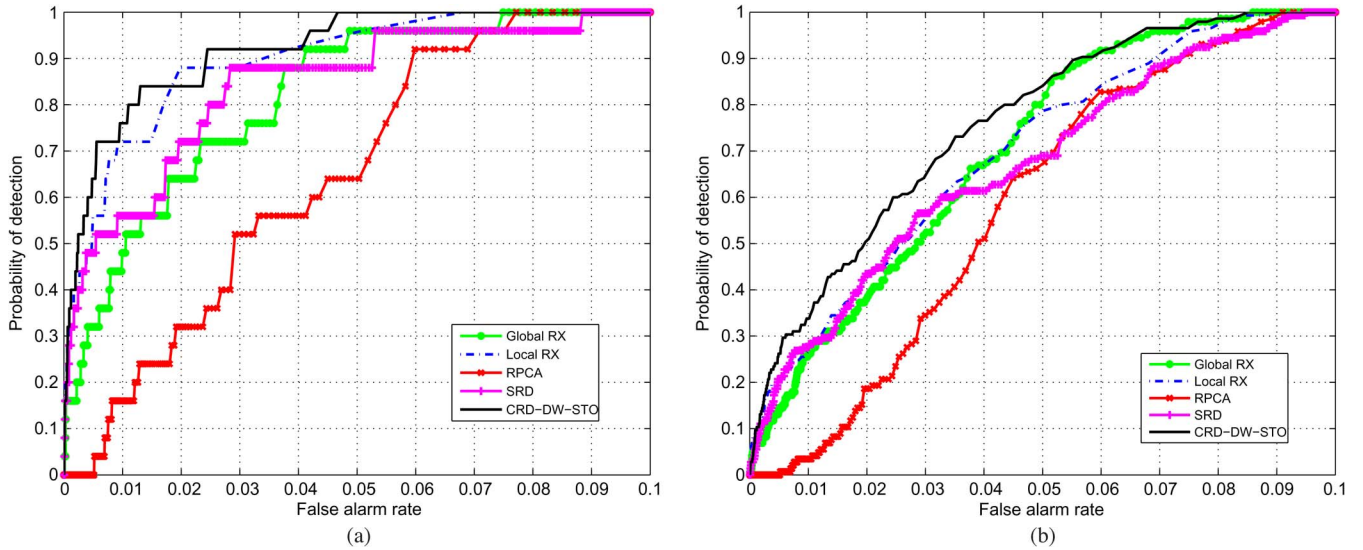 1
0.9
0.8
0.7
0.6
0.5
0.4
0.3
0.2
0.1
0
Probability of detection
Global RX
Local RX
RPCA
SRD
CRD-DW-STO
0 0.01 0.02 0.03 0.04 0.05 0.06 0.07 0.08 0.09 0.1
False alarm rate
(a)
1
0.9
0.8
0.7
0.6
0.5
0.4
0.3
0.2
0.1
0
Probability of detection
Global RX
Local RX
RPCA
SRD
CRD-DW-STO
0 0.01 0.02 0.03 0.04 0.05 0.06 0.07 0.08 0.09 0.1
False alarm rate
(b)